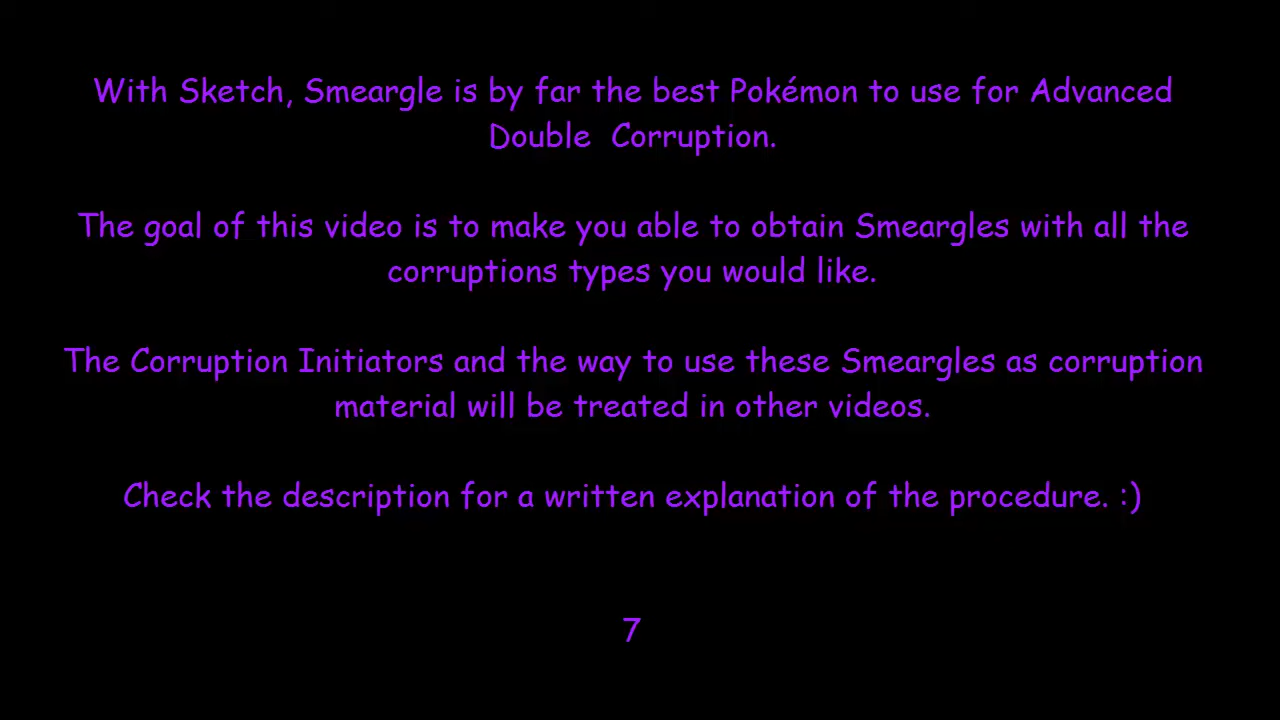 With Sketch, Smeargle is by far the best Pokémon to use for Advanced
Double  Corruption.
The goal of this video is to make you able to obtain Smeargles with all the
corruptions types you would like.
The Corruption Initiators and the way to use these Smeargles as corruption
material will be treated in other videos.
Check the description for a written explanation of the procedure. :)
7